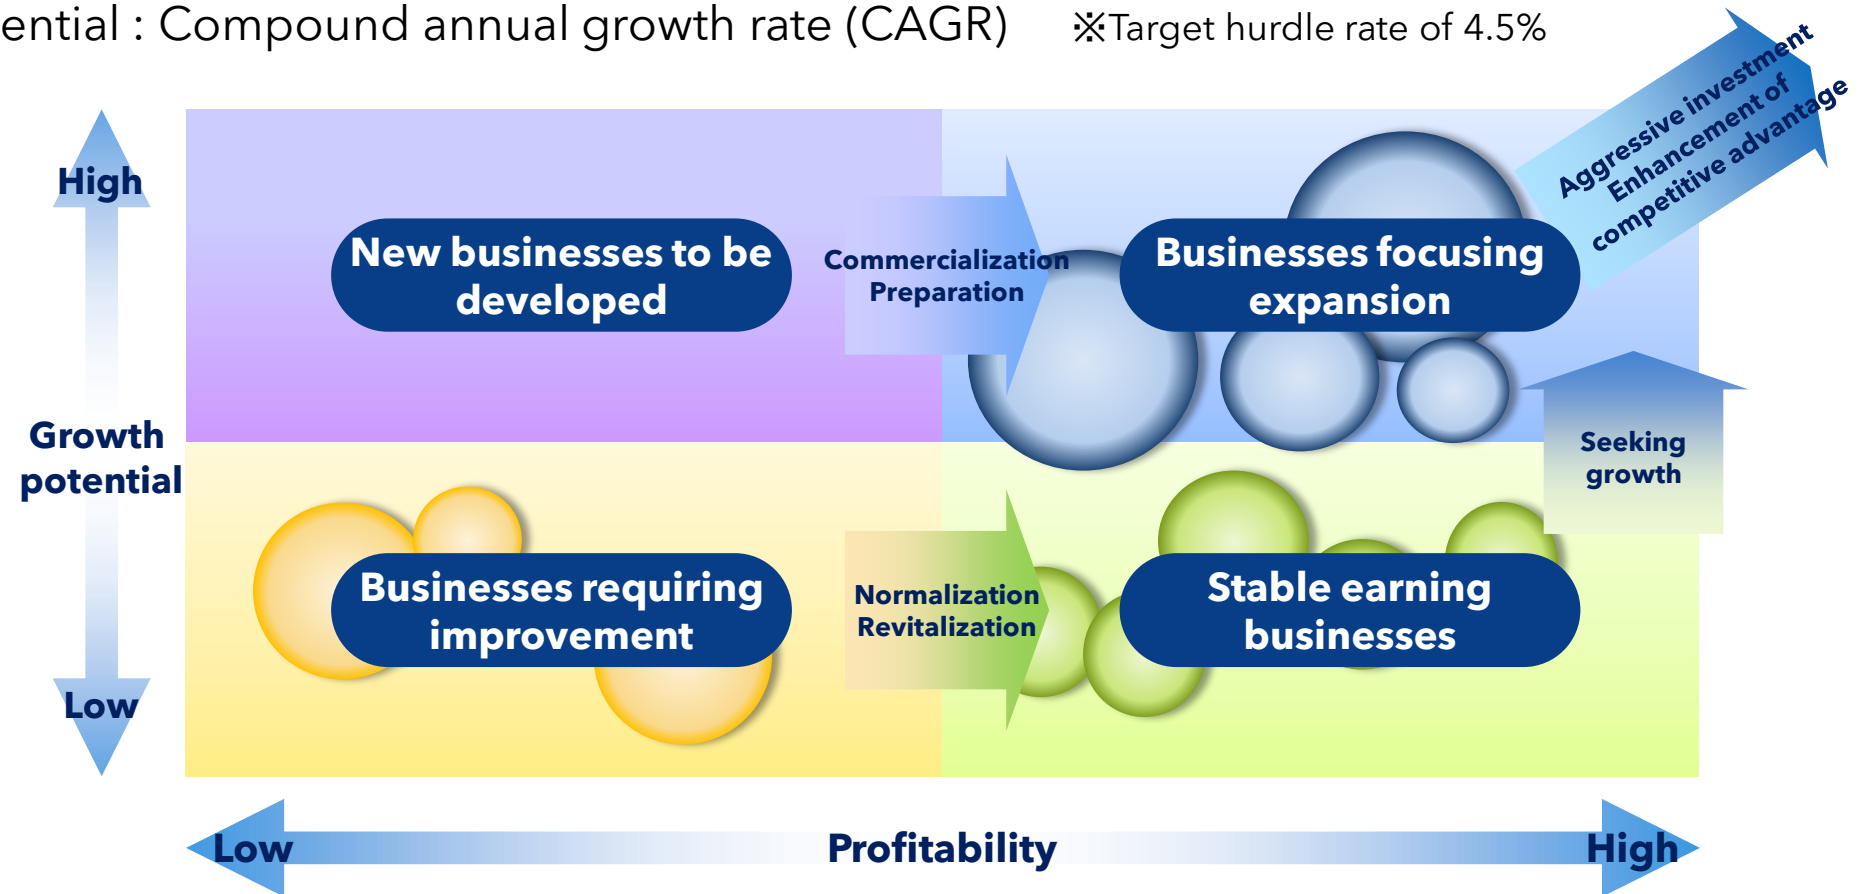 ential : Compound annual growth rate (CAGR) ※Target hurdle rate of 4.5%
Aggressive investment
Enhancement of
competitive advantage
High
New businesses to be
developed
Commercialization
Preparation
Businesses focusing
expansion
Growth
potential
Seeking
growth
Businesses requiring
improvement
Normalization
Revitalization
Stable earning
businesses
Low
Low
Profitability
High